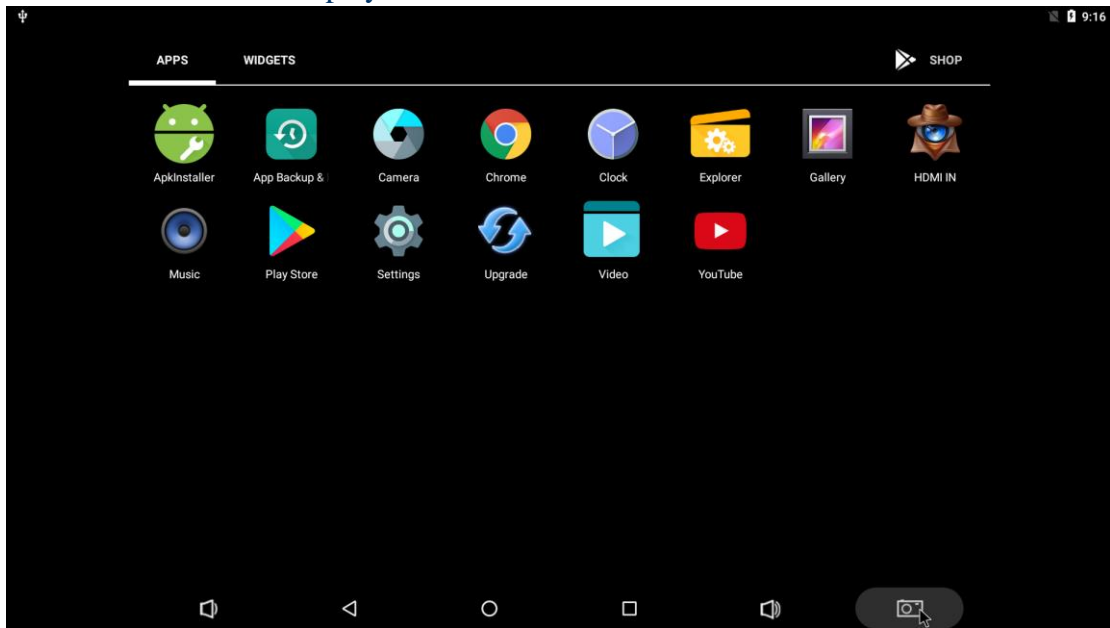 9:16
APPS WIDGETS SHOP
ApkInstaller App Backup & Camera Chrome Clock Explorer Gallery HDMI IN
Music Play Store Settings Upgrade Video YouTube